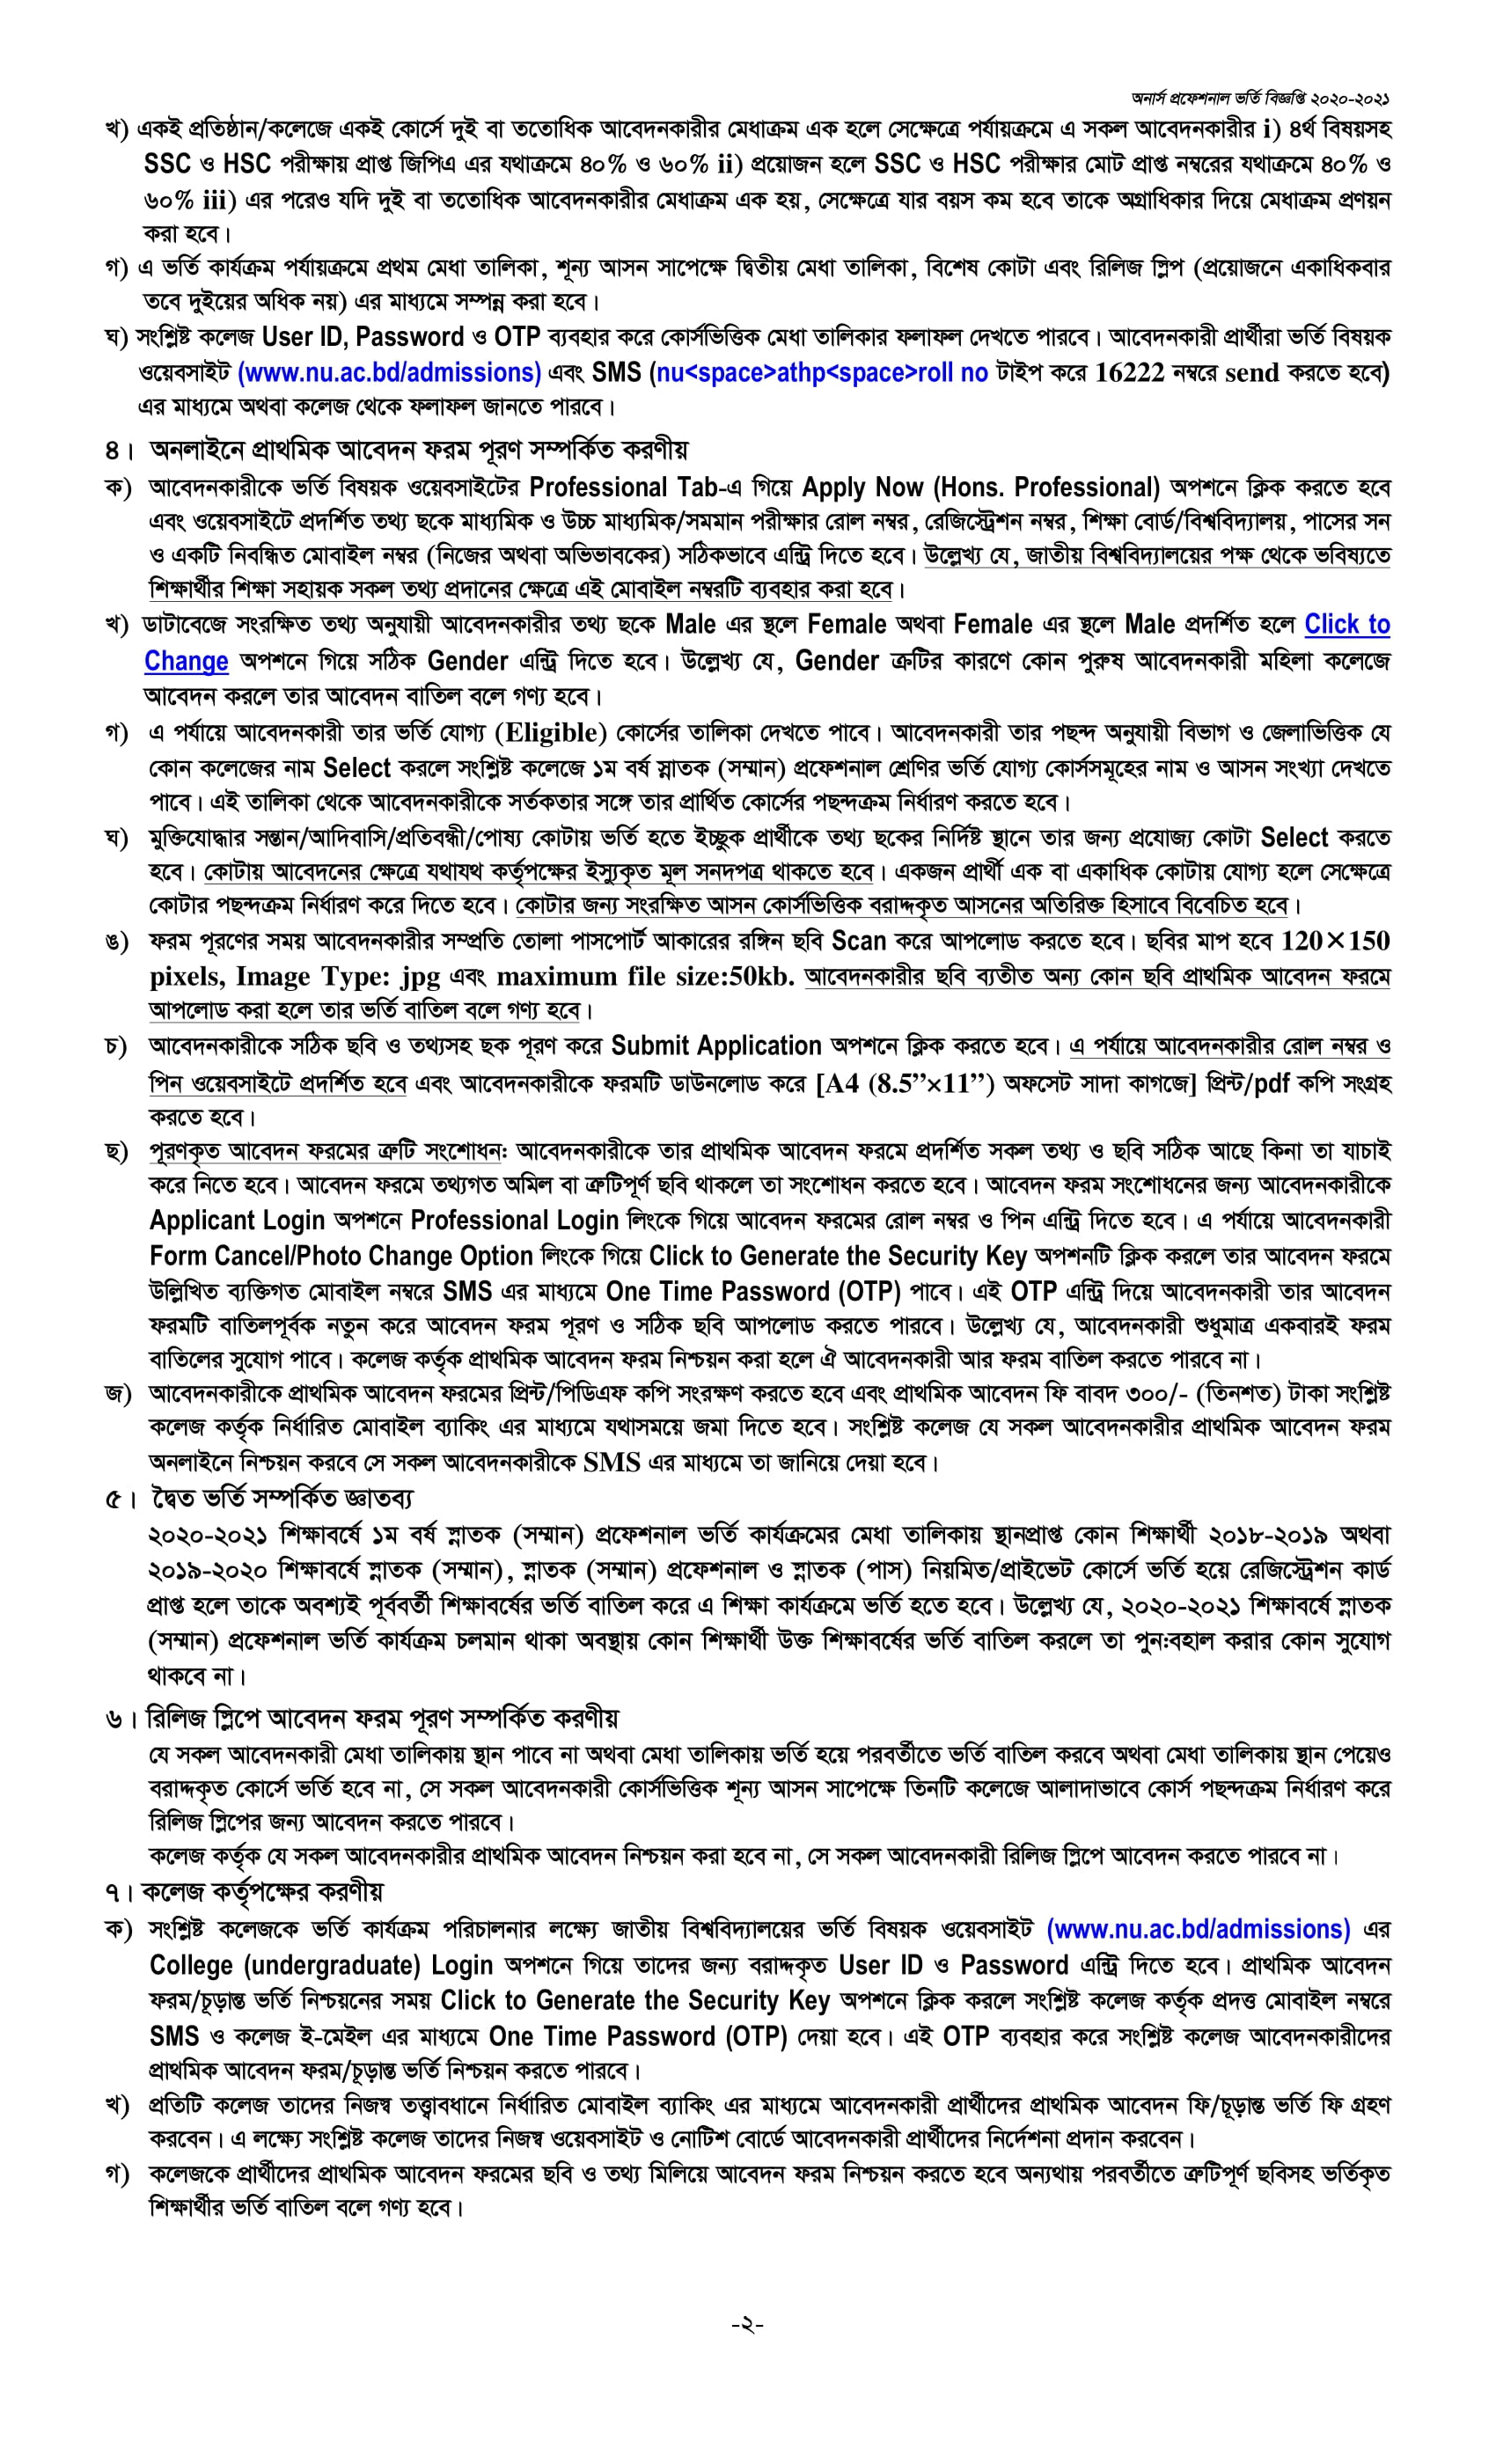 অনার্স প্রফেশনাল ভর্তি বিজ্ঞপ্তি ২০২০-২০২১
খ) একই প্রতিষ্ঠান/কলেজে একই কোর্সে দুই বা ততোধিক আবেদনকারীর মেধাক্রম এক হলে সেক্ষেত্রে পর্যায়ক্রমে এ সকল আবেদনকারীর i) ৪র্থ বিষয়সহ
SSC ও HSC পরীক্ষায় প্রাপ্ত জিপিএ এর যথাক্রমে ৪০% ও ৬০% ii) প্রয়োজন হলে SSC ও HSC পরীক্ষার মোট প্রাপ্ত নম্বরের যথাক্রমে ৪০% ও
৬০% iii) এর পরেও যদি দুই বা ততোধিক আবেদনকারীর মেধাক্রম এক হয়, সেক্ষেত্রে যার বয়স কম হবে তাকে অগ্রাধিকার দিয়ে মেধাক্রম প্রণয়ন
করা হবে।
গ) এ ভর্তি কার্যক্রম পর্যায়ক্রমে প্রথম মেধা তালিকা, শূন্য আসন সাপেক্ষে দ্বিতীয় মেধা তালিকা, বিশেষ কোটা এবং রিলিজ স্লিপ (প্রয়োজনে একাধিকবার
তবে দুইয়ের অধিক নয়) এর মাধ্যমে সম্পন্ন করা হবে।
ঘ) সংশ্লিষ্ট কলেজ User ID, Password ও OTP ব্যবহার করে কোর্সভিত্তিক মেধা তালিকার ফলাফল দেখতে পারবে। আবেদনকারী প্রার্থীরা ভর্তি বিষয়ক
ওয়েবসাইট (www.nu.ac.bd/admissions) এবং SMS (nu<space>athp<space>roll no টাইপ করে 16222 নম্বরে send করতে হবে)
এর মাধ্যমে অথবা কলেজ থেকে ফলাফল জানতে পারবে।
৪। অনলাইনে প্রাথমিক আবেদন ফরম পূরণ সম্পর্কিত করণীয়
ক) আবেদনকারীকে ভর্তি বিষয়ক ওয়েবসাইটের Professional Tab-এ গিয়ে Apply Now (Hons. Professional) অপশনে ক্লিক করতে হবে
এবং ওয়েবসাইটে প্রদর্শিত তথ্য ছকে মাধ্যমিক ও উচ্চ মাধ্যমিক/সমমান পরীক্ষার রোল নম্বর, রেজিস্ট্রেশন নম্বর, শিক্ষা বোর্ড/বিশ্ববিদ্যালয়, পাসের সন
ও একটি নিবন্ধিত মোবাইল নম্বর (নিজের অথবা অভিভাবকের) সঠিকভাবে এন্ট্রি দিতে হবে। উল্লেখ্য যে, জাতীয় বিশ্ববিদ্যালয়ের পক্ষ থেকে ভবিষ্যতে
শিক্ষার্থীর শিক্ষা সহায়ক সকল তথ্য প্রদানের ক্ষেত্রে এই মোবাইল নম্বরটি ব্যবহার করা হবে।
খ) ডাটাবেজে সংরক্ষিত তথ্য অনুযায়ী আবেদনকারীর তথ্য ছকে Male এর স্থলে Female অথবা Female এর স্থলে Male প্রদর্শিত হলে Click to
Change অপশনে গিয়ে সঠিক Gender এন্ট্রি দিতে হবে। উল্লেখ্য যে, Gender ত্রুটির কারণে কোন পুরুষ আবেদনকারী মহিলা কলেজে
আবেদন করলে তার আবেদন বাতিল বলে গণ্য হবে।
গ) এ পর্যায়ে আবেদনকারী তার ভর্তি যোগ্য (Eligible) কোর্সের তালিকা দেখতে পাবে। আবেদনকারী তার পছন্দ অনুযায়ী বিভাগ ও জেলাভিত্তিক যে
কোন কলেজের নাম Select করলে সংশ্লিষ্ট কলেজে ১ম বর্ষ স্নাতক (সম্মান) প্রফেশনাল শ্রেণির ভর্তি যোগ্য কোর্সসমূহের নাম ও আসন সংখ্যা দেখতে
পাবে। এই তালিকা থেকে আবেদনকারীকে সর্তকতার সঙ্গে তার প্রার্থিত কোর্সের পছন্দক্রম নির্ধারণ করতে হবে।
ঘ) মুক্তিযোদ্ধার সন্তান/আদিবাসি/প্রতিবন্ধী/পোষ্য কোটায় ভর্তি হতে ইচ্ছুক প্রার্থীকে তথ্য ছকের নির্দিষ্ট স্থানে তার জন্য প্রযোজ্য কোটা Select করতে
হবে। কোটায় আবেদনের ক্ষেত্রে যথাযথ কর্তৃপক্ষের ইস্যুকৃত মূল সনদপত্র থাকতে হবে। একজন প্রার্থী এক বা একাধিক কোটায় যোগ্য হলে সেক্ষেত্রে
কোটার পছন্দক্রম নির্ধারণ করে দিতে হবে। কোটার জন্য সংরক্ষিত আসন কোর্সভিত্তিক বরাদ্দকৃত আসনের অতিরিক্ত হিসাবে বিবেচিত হবে।
ঙ) ফরম পূরণের সময় আবেদনকারীর সম্প্রতি তোলা পাসপোর্ট আকারের রঙ্গিন ছবি Scan করে আপলোড করতে হবে। ছবির মাপ হবে 120×150
pixels, Image Type: jpg এবং maximum file size:50kb. আবেদনকারীর ছবি ব্যতীত অন্য কোন ছবি প্রাথমিক আবেদন ফরমে
আপলোড করা হলে তার ভর্তি বাতিল বলে গণ্য হবে।
চ) আবেদনকারীকে সঠিক ছবি ও তথ্যসহ ছক পূরণ করে Submit Application অপশনে ক্লিক করতে হবে। এ পর্যায়ে আবেদনকারীর রোল নম্বর ও
পিন ওয়েবসাইটে প্রদর্শিত হবে এবং আবেদনকারীকে ফরমটি ডাউনলোড করে [A4 (8.5”×11”) অফসেট সাদা কাগজে] প্রিন্ট/pdf কপি সংগ্রহ
করতে হবে।
ছ) পূরণকৃত আবেদন ফরমের ত্রুটি সংশোধন: আবেদনকারীকে তার প্রাথমিক আবেদন ফরমে প্রদর্শিত সকল তথ্য ও ছবি সঠিক আছে কিনা তা যাচাই
করে নিতে হবে। আবেদন ফরমে তথ্যগত অমিল বা ত্রুটিপূর্ণ ছবি থাকলে তা সংশোধন করতে হবে। আবেদন ফরম সংশোধনের জন্য আবেদনকারীকে
Applicant Login অপশনে Professional Login লিংকে গিয়ে আবেদন ফরমের রোল নম্বর ও পিন এন্ট্রি দিতে হবে। এ পর্যায়ে আবেদনকারী
Form Cancel/Photo Change Option লিংকে গিয়ে Click to Generate the Security Key অপশনটি ক্লিক করলে তার আবেদন ফরমে
উল্লিখিত ব্যক্তিগত মোবাইল নম্বরে SMS এর মাধ্যমে One Time Password (OTP) পাবে। এই OTP এন্ট্রি দিয়ে আবেদনকারী তার আবেদন
ফরমটি বাতিলপূর্বক নতুন করে আবেদন ফরম পূরণ ও সঠিক ছবি আপলোড করতে পারবে। উল্লেখ্য যে, আবেদনকারী শুধুমাত্র একবারই ফরম
বাতিলের সুযোগ পাবে। কলেজ কর্তৃক প্রাথমিক আবেদন ফরম নিশ্চয়ন করা হলে ঐ আবেদনকারী আর ফরম বাতিল করতে পারবে না।
জ) আবেদনকারীকে প্রাথমিক আবেদন ফরমের প্রিন্ট/পিডিএফ কপি সংরক্ষণ করতে হবে এবং প্রাথমিক আবেদন ফি বাবদ ৩০০/- (তিনশত) টাকা সংশ্লিষ্ট
কলেজ কর্তৃক নির্ধারিত মোবাইল ব্যাকিং এর মাধ্যমে যথাসময়ে জমা দিতে হবে। সংশ্লিষ্ট কলেজ যে সকল আবেদনকারীর প্রাথমিক আবেদন ফরম
অনলাইনে নিশ্চয়ন করবে সে সকল আবেদনকারীকে SMS এর মাধ্যমে তা জানিয়ে দেয়া হবে।
৫। দ্বৈত ভর্তি সম্পর্কিত জ্ঞাতব্য
২০২০-২০২১ শিক্ষাবর্ষে ১ম বর্ষ স্নাতক (সম্মান) প্রফেশনাল ভর্তি কার্যক্রমের মেধা তালিকায় স্থানপ্রাপ্ত কোন শিক্ষার্থী ২০১৮-২০১৯ অথবা
২০১৯-২০২০ শিক্ষাবর্ষে স্নাতক (সম্মান), স্নাতক (সম্মান) প্রফেশনাল ও স্নাতক (পাস) নিয়মিত/প্রাইভেট কোর্সে ভর্তি হয়ে রেজিস্ট্রেশন কার্ড
প্রাপ্ত হলে তাকে অবশ্যই পূর্ববর্তী শিক্ষাবর্ষের ভর্তি বাতিল করে এ শিক্ষা কার্যক্রমে ভর্তি হতে হবে। উল্লেখ্য যে, ২০২০-২০২১ শিক্ষাবর্ষে স্নাতক
(সম্মান) প্রফেশনাল ভর্তি কার্যক্রম চলমান থাকা অবস্থায় কোন শিক্ষার্থী উক্ত শিক্ষাবর্ষের ভর্তি বাতিল করলে তা পুন:বহাল করার কোন সুযোগ
থাকবে না।
৬। রিলিজ স্লিপে আবেদন ফরম পূরণ সম্পর্কিত করণীয়
যে সকল আবেদনকারী মেধা তালিকায় স্থান পাবে না অথবা মেধা তালিকায় ভর্তি হয়ে পরবর্তীতে ভর্তি বাতিল করবে অথবা মেধা তালিকায় স্থান পেয়েও
বরাদ্দকৃত কোর্সে ভর্তি হবে না, সে সকল আবেদনকারী কোর্সভিত্তিক শূন্য আসন সাপেক্ষে তিনটি কলেজে আলাদাভাবে কোর্স পছন্দক্রম নির্ধারণ করে
রিলিজ স্লিপের জন্য আবেদন করতে পারবে।
কলেজ কর্তৃক যে সকল আবেদনকারীর প্রাথমিক আবেদন নিশ্চয়ন করা হবে না, সে সকল আবেদনকারী রিলিজ স্লিপে আবেদন করতে পারবে না।
৭। কলেজ কর্তৃপক্ষের করণীয়
ক) সংশ্লিষ্ট কলেজকে ভর্তি কার্যক্রম পরিচালনার লক্ষ্যে জাতীয় বিশ্ববিদ্যালয়ের ভর্তি বিষয়ক ওয়েবসাইট (www.nu.ac.bd/admissions) এর
College (undergraduate) Login অপশনে গিয়ে তাদের জন্য বরাদ্দকৃত User ID ও Password এন্ট্রি দিতে হবে। প্রাথমিক আবেদন
ফরম/চূড়ান্ত ভর্তি নিশ্চয়নের সময় Click to Generate the Security Key অপশনে ক্লিক করলে সংশ্লিষ্ট কলেজ কর্তৃক প্রদত্ত মোবাইল নম্বরে
SMS ও কলেজ ই-মেইল এর মাধ্যমে One Time Password (OTP) দেয়া হবে। এই OTP ব্যবহার করে সংশ্লিষ্ট কলেজ আবেদনকারীদের
প্রাথমিক আবেদন ফরম/চূড়ান্ত ভর্তি নিশ্চয়ন করতে পারবে।
খ) প্রতিটি কলেজ তাদের নিজস্ব তত্ত্বাবধানে নির্ধারিত মোবাইল ব্যাকিং এর মাধ্যমে আবেদনকারী প্রার্থীদের প্রাথমিক আবেদন ফি/চূড়ান্ত ভর্তি ফি গ্রহণ
করবেন। এ লক্ষ্যে সংশ্লিষ্ট কলেজ তাদের নিজস্ব ওয়েবসাইট ও নোটিশ বোর্ডে আবেদনকারী প্রার্থীদের নির্দেশনা প্রদান করবেন।
গ) কলেজকে প্রার্থীদের প্রাথমিক আবেদন ফরমের ছবি ও তথ্য মিলিয়ে আবেদন ফরম নিশ্চয়ন করতে হবে অন্যথায় পরবর্তীতে ত্রুটিপূর্ণ ছবিসহ ভর্তিকৃত
শিক্ষার্থীর ভর্তি বাতিল বলে গণ্য হবে।
-২-